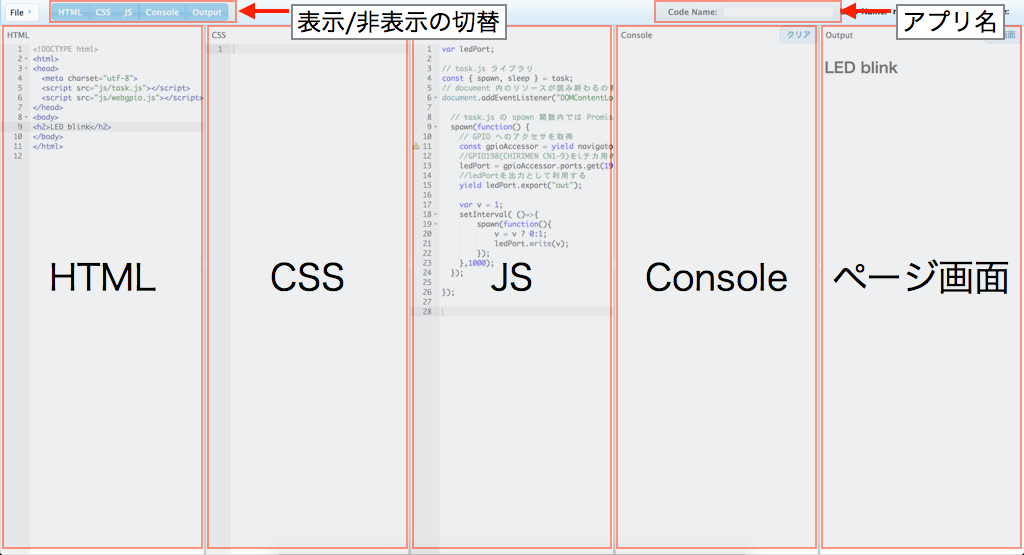 File
HTML CSS JS Console Output
表示/非表示の切替
Code Name:
アプリ名
HTML
1 <!DOCTYPE html>
2 <html>
3 <head>
4 <meta charset="utf-8">
5 <script src="js/task.js"></script>
6 <script src="js/webgpio.js"></script>
7 </head>
8 <body>
9 <h2>LED blink</h2>
10 </body>
11 </html>
12
HTML
CSS
1
CSS
1 var ledPort;
2
3 // task.js ライブラリ
4 const { spawn, sleep } = task;
5 // document 内のリソースが読み終わるの
6 document.addEventListener("DOMContentLo
7
8 // task.js の spawn 関数内では Promis
9 spawn(function() {
10 // GPIO へのアクセサを取得
11 const gpioAccessor = yield navigato
12 //GPIO198(CHIRIMEN CN1-9)をLチカ用
13 ledPort = gpioAccessor.ports.get(19
14 //ledPortを出力として利用する
15 yield ledPort.export("out");
16
17 var v = 1;
18 setInterval( ()=>{
19 spawn(function(){
20 v = v ? 0:1;
21 ledPort.write(v);
22 });
23 },1000);
24 });
25
26 });
27
28
JS
Console
クリア
Console
Output
画
LED blink
ページ画面